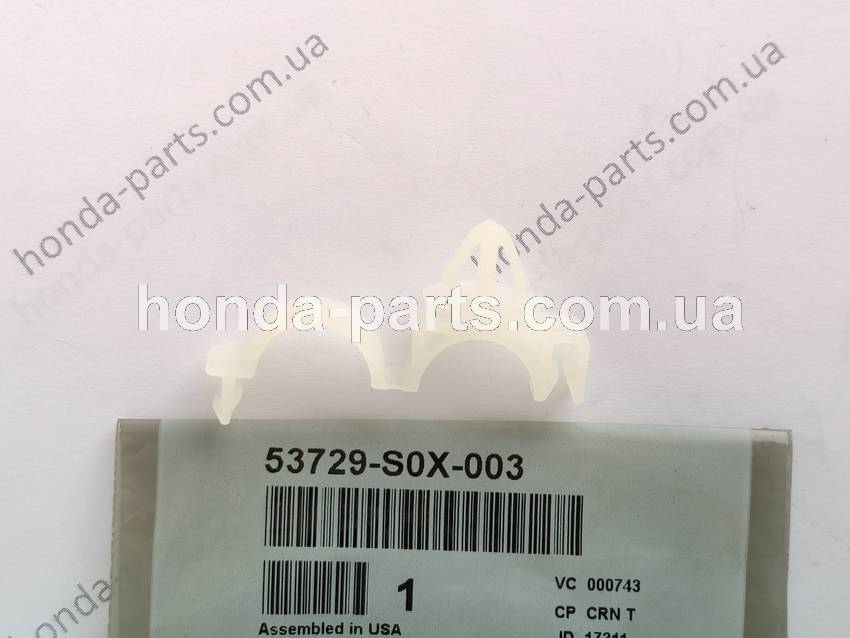 honda-parts.com.ua
honda-parts.com.ua
honda-parts.com.ua
53729-S0X-003
1
VC 000743
CP CRN T
Assembled in USA